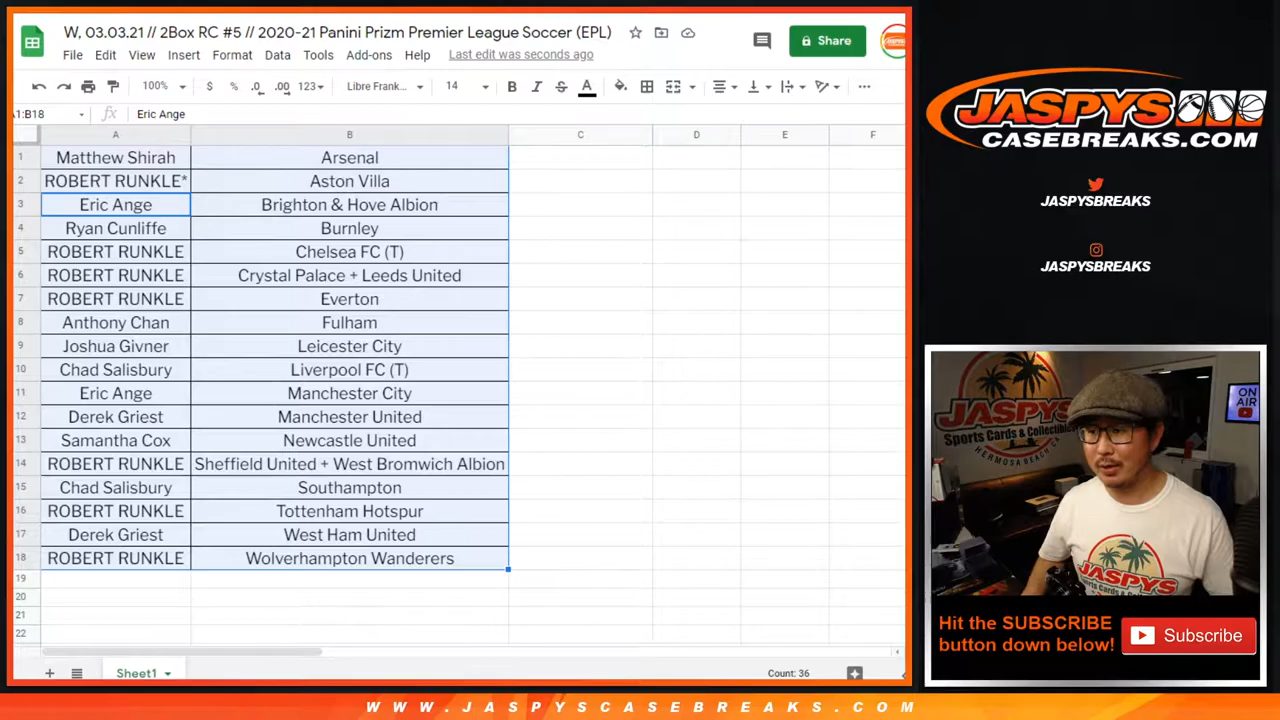 W, 03.03.21 // 2Box RC #5 // 2020-21 Panini Prizm Premier League Soccer (EPL)
File Edit View Insert Format Data Tools Add-ons Help Last edit was seconds ago
Share
100% $ % .0 .00 123 Libre Frank... 14 B I S A
A1:B18 fx Eric Ange
A B C D E F
1 Matthew Shirah Arsenal
2 ROBERT RUNKLE* Aston Villa
3 Eric Ange Brighton & Hove Albion
4 Ryan Cunliffe Burnley
5 ROBERT RUNKLE Chelsea FC (T)
6 ROBERT RUNKLE Crystal Palace + Leeds United
7 ROBERT RUNKLE Everton
8 Anthony Chan Fulham
9 Joshua Givner Leicester City
10 Chad Salisbury Liverpool FC (T)
11 Eric Ange Manchester City
12 Derek Griest Manchester United
13 Samantha Cox Newcastle United
14 ROBERT RUNKLE Sheffield United + West Bromwich Albion
15 Chad Salisbury Southampton
16 ROBERT RUNKLE Tottenham Hotspur
17 Derek Griest West Ham United
18 ROBERT RUNKLE Wolverhampton Wanderers
19
20
21
22
Sheet1
Count: 36
JASPYS
CASEBREAKS.COM
JASPYSBREAKS
JASPYSBREAKS
JASPYS
Sports Cards & Collectibles
HERMOSA BEACH CA
ON
AIR
JASPYS
Hit the SUBSCRIBE
button down below!
Subscribe
WWW.JASPYSCASEBREAKS.COM